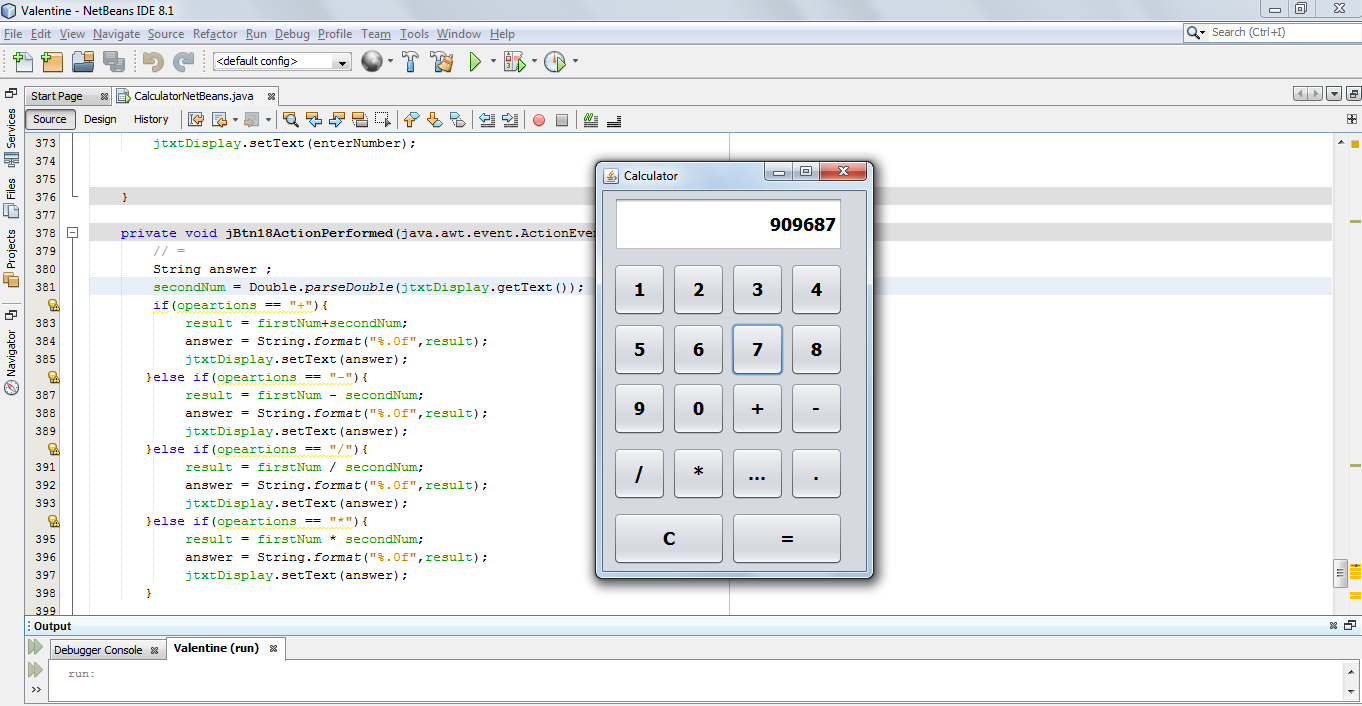 Valentine - NetBeans IDE 8.1
File Edit View Navigate Source Refactor Run Debug Profile Team Tools Window Help
Search (Ctrl+I)
<default config>
Start Page
CalculatorNetBeans.java
Source Design History
Services
Files
Projects
Navigator
373 jtxtDisplay.setText(enterNumber);
374
375
376 }
377
378 private void jBtn18ActionPerformed(java.awt.event.ActionEve
379 // =
380 String answer ;
381 secondNum = Double.parseDouble(jtxtDisplay.getText());
if(opeartions == "+"){
383 result = firstNum+secondNum;
384 answer = String.format("%.0f",result);
385 jtxtDisplay.setText(answer);
}else if(opeartions == "-"){
387 result = firstNum - secondNum;
388 answer = String.format("%.0f",result);
389 jtxtDisplay.setText(answer);
}else if(opeartions == "/"){
391 result = firstNum / secondNum;
392 answer = String.format("%.0f",result);
393 jtxtDisplay.setText(answer);
}else if(opeartions == "*"){
395 result = firstNum * secondNum;
396 answer = String.format("%.0f",result);
397 jtxtDisplay.setText(answer);
398 }
399
Calculator
909687
1 2 3 4
5 6 7 8
9 0 + -
/ * ... .
C =
Output
Debugger Console
Valentine (run)
run: